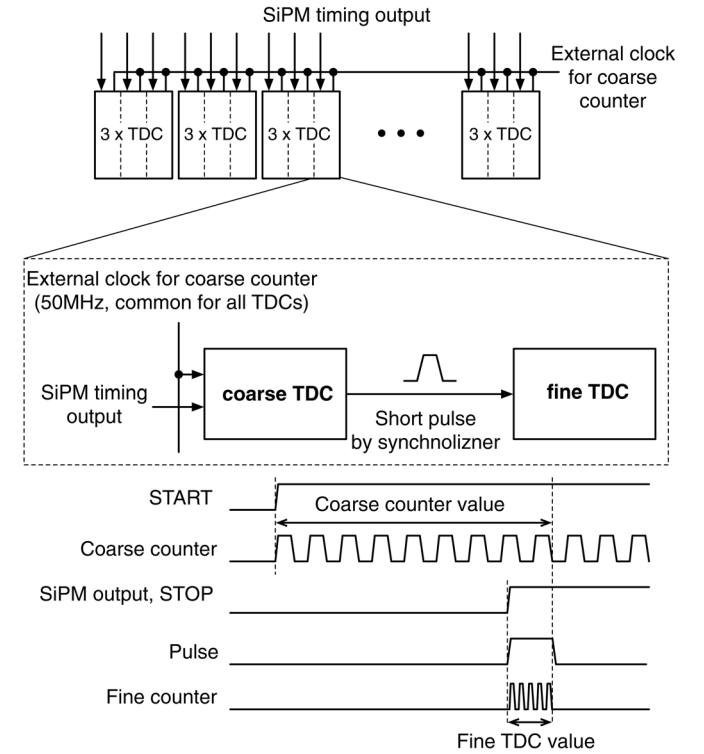 SiPM timing output
External clock
for coarse
counter
3 x TDC 3 x TDC 3 x TDC 3 x TDC
External clock for coarse counter
(50MHz, common for all TDCs)
SiPM timing
output
coarse TDC
Short pulse
by synchnolizner
fine TDC
START
Coarse counter value
Coarse counter
SiPM output, STOP
Pulse
Fine counter
Fine TDC value